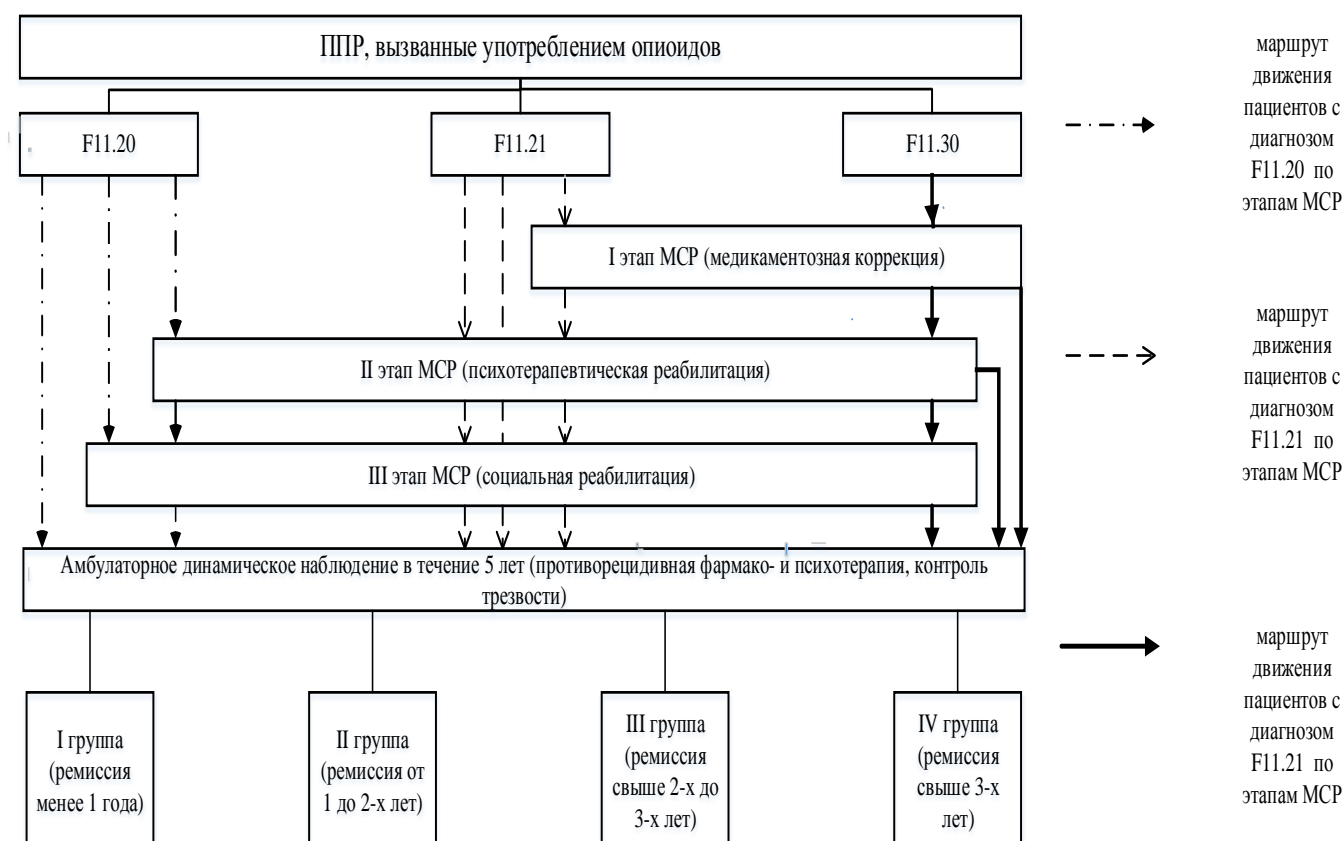 ППР, вызванные употреблением опиоидов
F11.20
F11.21
F11.30
I этап МСР (медикаментозная коррекция)
II этап МСР (психотерапевтическая реабилитация)
III этап МСР (социальная реабилитация)
Амбулаторное динамическое наблюдение в течение 5 лет (противорецидивная фармако- и психотерапия, контроль
трезвости)
I группа
(ремиссия
менее 1 года)
II группа
(ремиссия от
1 до 2-х лет)
III группа
(ремиссия
свыше 2-х до
3-х лет)
IV группа
(ремиссия
свыше 3-х
лет)
маршрут
движения
пациентов с
диагнозом
F11.20 по
этапам МСР
маршрут
движения
пациентов с
диагнозом
F11.21 по
этапам МСР
маршрут
движения
пациентов с
диагнозом
F11.21 по
этапам МСР